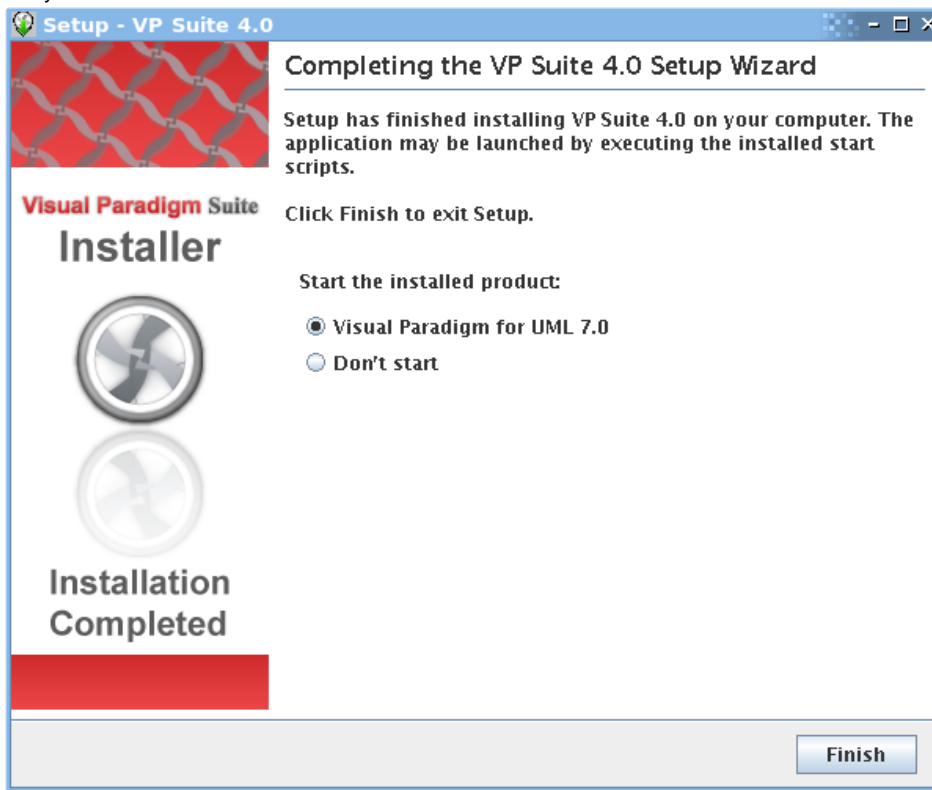 Setup - VP Suite 4.0
Completing the VP Suite 4.0 Setup Wizard
Setup has finished installing VP Suite 4.0 on your computer. The
application may be launched by executing the installed start
scripts.
Visual Paradigm Suite
Installer
Click Finish to exit Setup.
Start the installed product:
Visual Paradigm for UML 7.0
Don't start
Installation
Completed
Finish